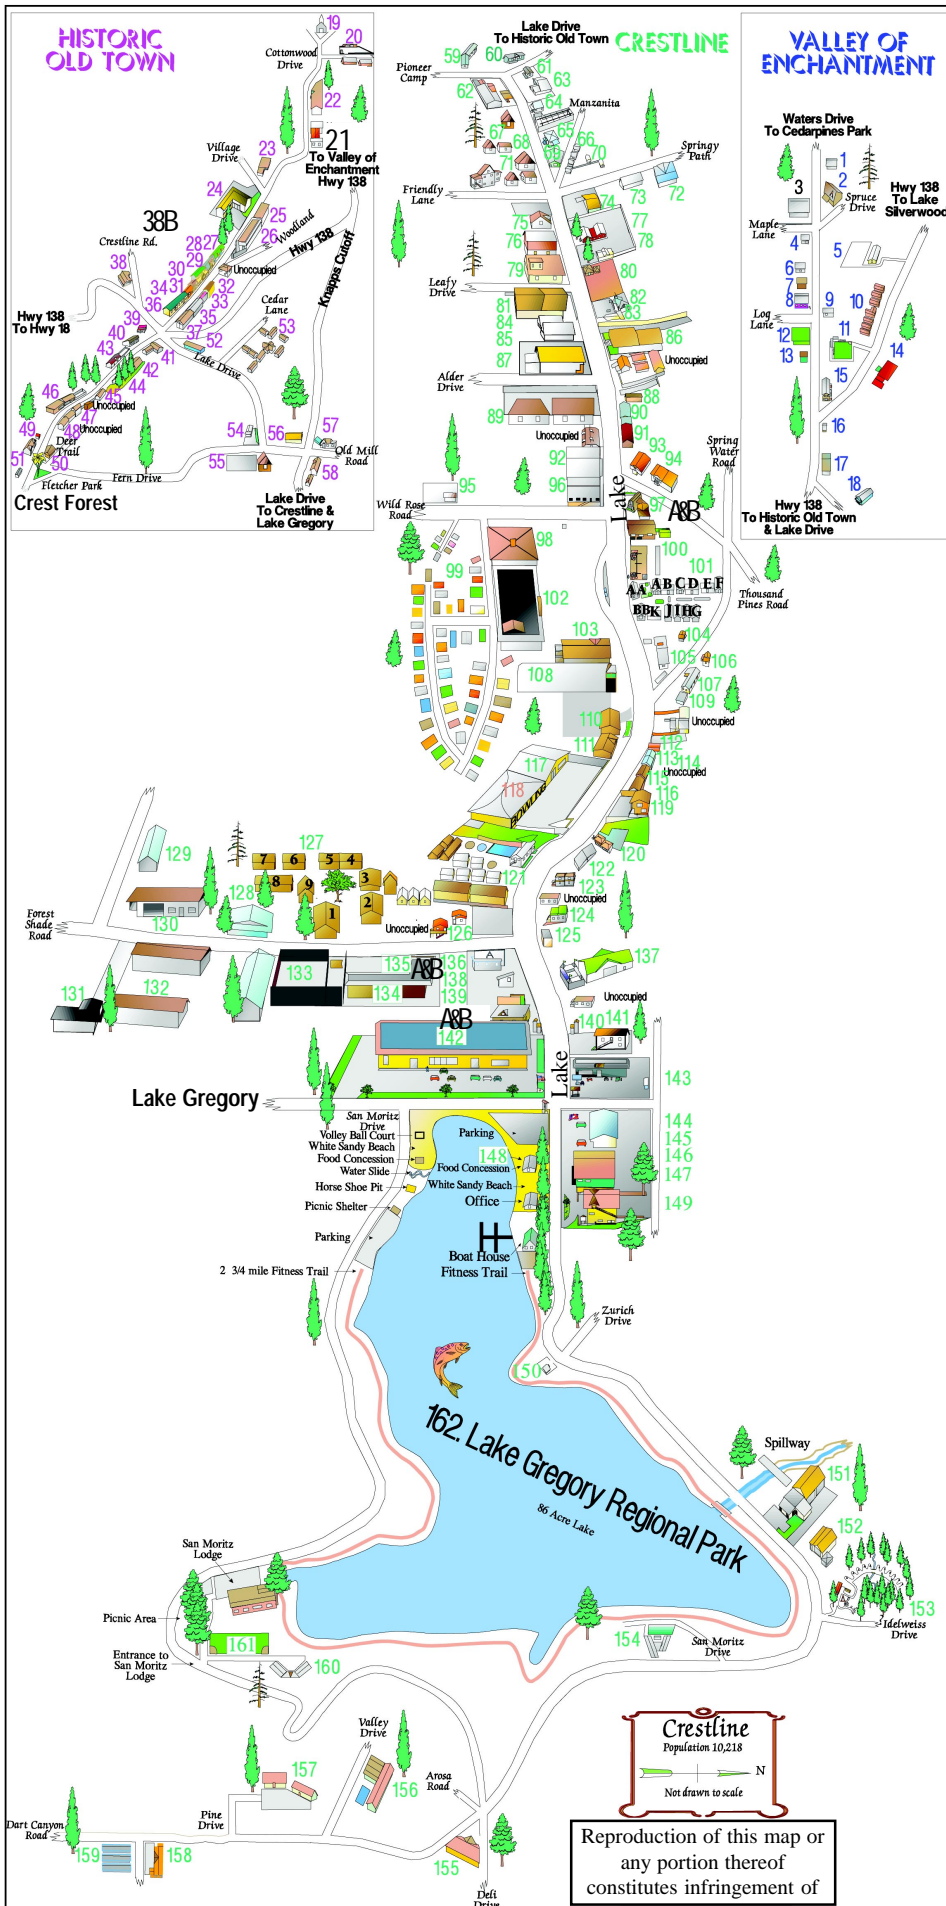 HISTORIC
OLD TOWN
19
20
Cottonwood
Drive
22
21
To Valley of
Enchantment
Hwy 138
23
Village
Drive
24
38B
25
26
Woodland
Hwy 138
Knapps Cutoff
Crestline Rd.
38
28
27
29
Unoccupied
30
31
32
34
33
36
35
Hwy 138
To Hwy 18
39
37
40
52
Cedar
Lane
53
43
41
Lake Drive
42
44
46
45
Unoccupied
47
48
Unoccupied
49
Deer
Trail
51
50
Fletcher Park
Fern Drive
54
56
57
55
Old Mill
Road
58
Crest Forest
Lake Drive
To Crestline &
Lake Gregory
Lake Drive
To Historic Old Town
CRESTLINE
59
60
Pioneer
Camp
61
62
63
64
Manzanita
65
66
67
68
69
70
71
Springy
Path
72
73
Friendly
Lane
74
75
76
77
78
79
80
Leafy
Drive
81
82
83
84
85
86
87
Unoccupied
Alder
Drive
88
89
90
91
Unoccupied
92
93
94
Spring
Water
Road
95
96
Lake
97
A&B
Wild Rose
Road
98
99
100
101
A A A B C D E F
B B K J I H G
Thousand
Pines Road
102
103
104
105
106
107
108
109
110
Unoccupied
111
112
113
114
Unoccupied
115
116
117
118
BOWLING
119
120
121
122
123
Unoccupied
124
125
VALLEY OF
ENCHANTMENT
Waters Drive
To Cedarpines Park
1
2
A
3
Spruce
Drive
Hwy 138
To Lake
Silverwood
Maple
Lane
4
5
6
7
8
9
10
Log
Lane
11
12
13
14
15
16
17
18
Hwy 138
To Historic Old Town
& Lake Drive
127
7 6 5 4
8 9 3
1 2
129
128
130
Forest
Shade
Road
Unoccupied
126
131
132
133
135
A&B
136
A
138
134
139
137
Unoccupied
A&B
142
140
141
143
Lake
Lake Gregory
San Moritz
Drive
Volley Ball Court
White Sandy Beach
Food Concession
Water Slide
Horse Shoe Pit
Picnic Shelter
Parking
2 3/4 mile Fitness Trail
Parking
148
Food Concession
White Sandy Beach
Office
H
Boat House
Fitness Trail
144
145
146
147
149
Zurich
Drive
150
162. Lake Gregory Regional Park
86 Acre Lake
Spillway
151
152
153
Idelweiss
Drive
San Moritz
Lodge
Picnic Area
161
Entrance to
San Moritz
Lodge
160
154
San Moritz
Drive
Valley
Drive
157
156
Arosa
Road
Pine
Drive
Dart Canyon
Road
159
158
155
Deli
Drive
Crestline
Population 10,218
N
Not drawn to scale
Reproduction of this map or
any portion thereof
constitutes infringement of